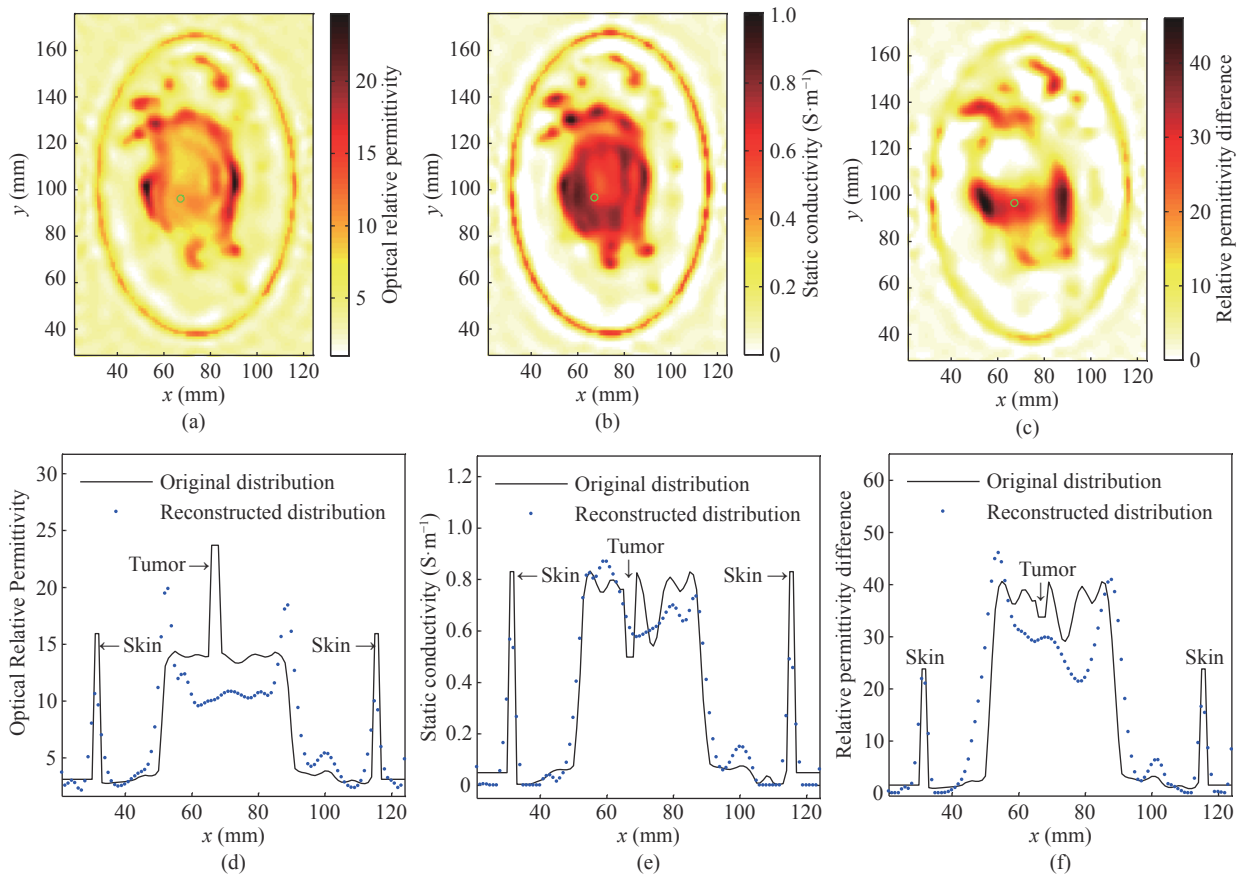 160
140
120
100
80
60
40
y (mm)
40 60 80 100 120
x (mm)
(a)
20
15
10
5
Optical relative permittivity
160
140
120
100
80
60
40
y (mm)
40 60 80 100 120
x (mm)
(b)
1.0
0.8
0.6
0.4
0.2
0
Static conductivity (S·m⁻¹)
160
140
120
100
80
60
40
y (mm)
40 60 80 100 120
x (mm)
(c)
40
30
20
10
0
Relative permittivity difference
30
25
20
15
10
5
Optical Relative Permittivity
Original distribution
Reconstructed distribution
Tumor→
←Skin
Skin→
40 60 80 100 120
x (mm)
(d)
1.2
1.0
0.8
0.6
0.4
0.2
0
Static conductivity (S·m⁻¹)
Original distribution
Reconstructed distribution
Tumor
←Skin
Skin→
40 60 80 100 120
x (mm)
(e)
60
50
40
30
20
10
0
Relative permittivity difference
Original distribution
Reconstructed distribution
Tumor
Skin
Skin
40 60 80 100 120
x (mm)
(f)